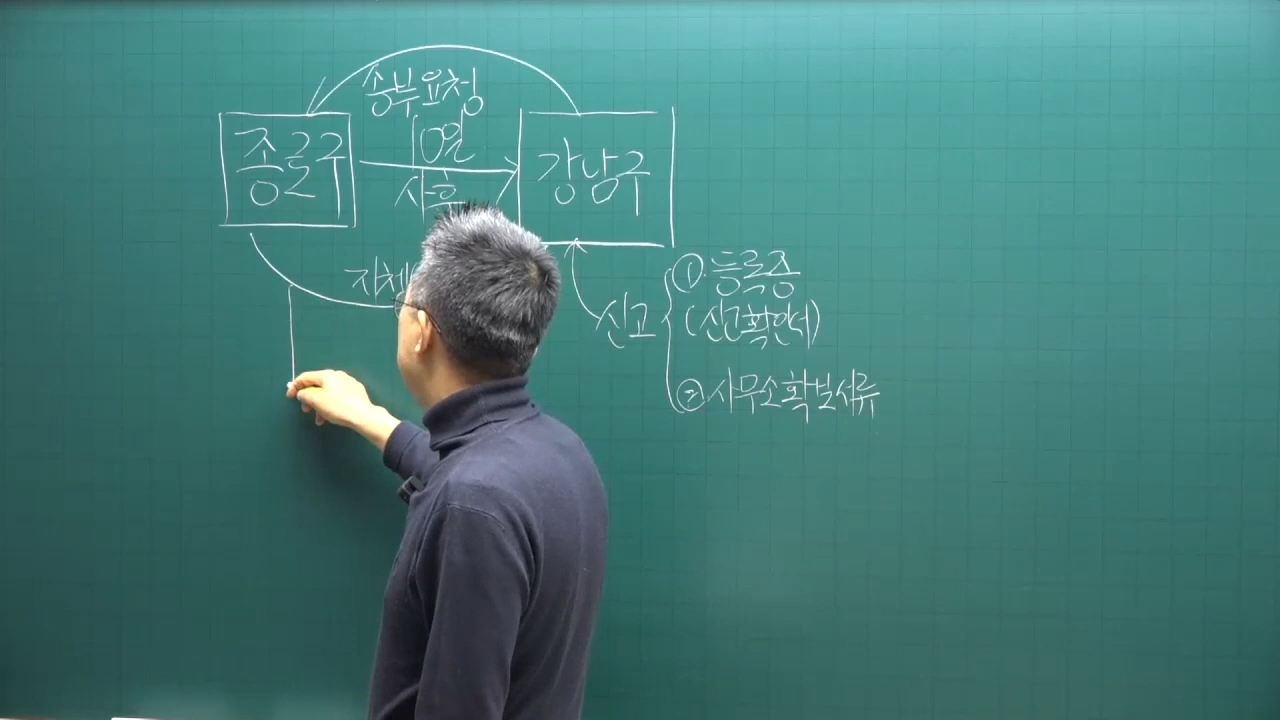 송부요청
종로구
10일
강남구
사후
자체
신고
① 등록증
(신고확인서)
② 사무소확보서류